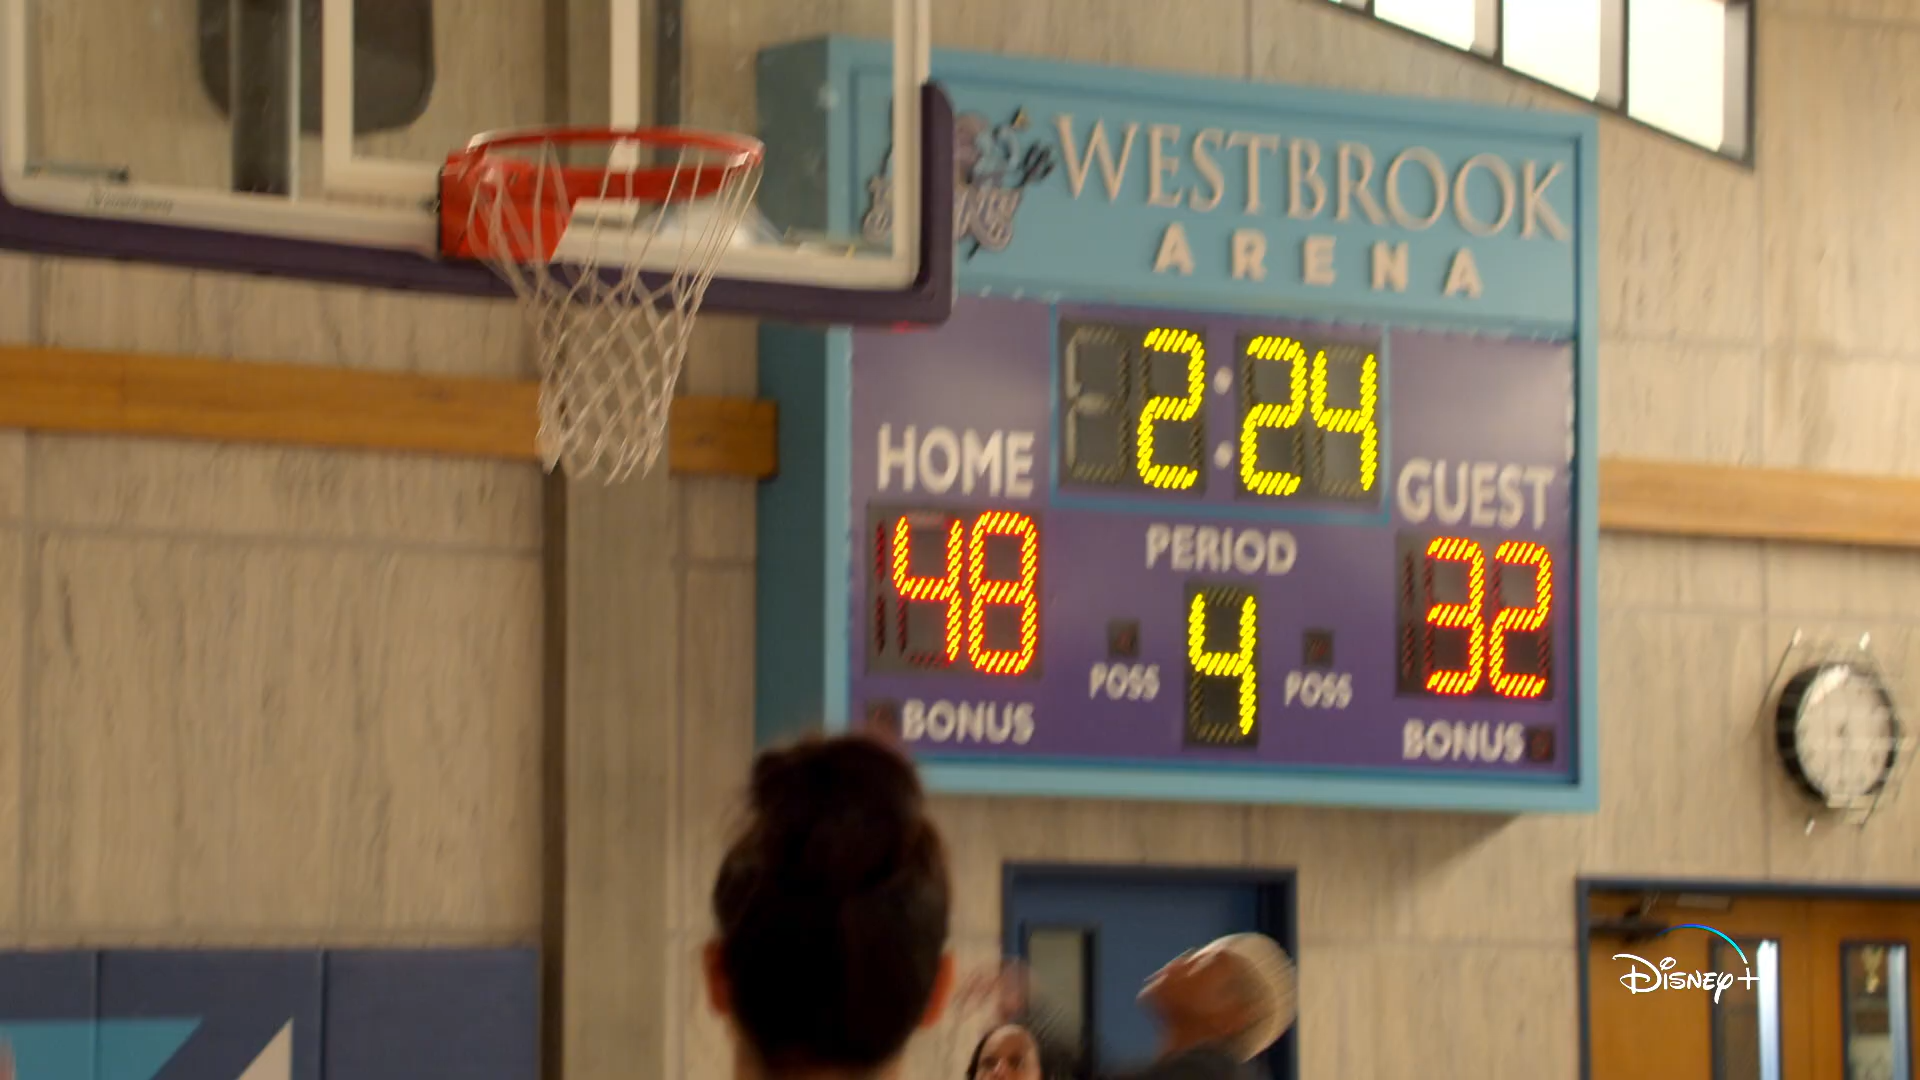 WESTBROOK
ARENA
2:24
HOME
GUEST
48
PERIOD
32
4
POSS
POSS
BONUS
BONUS
Disney+